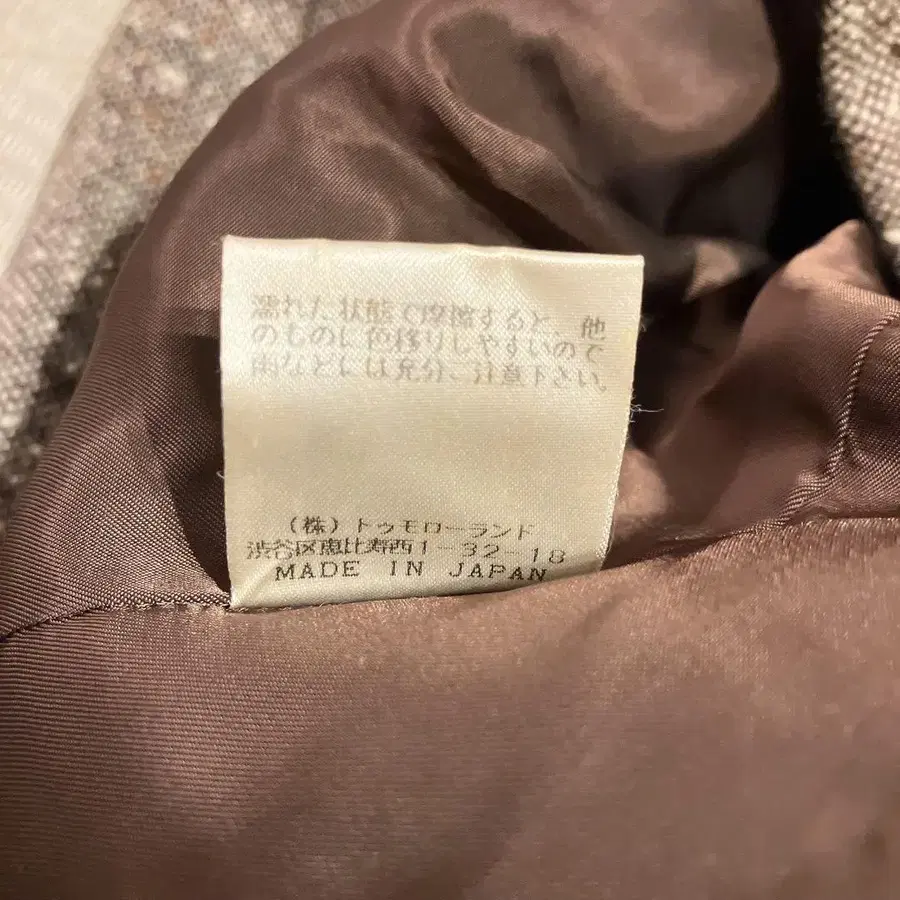 濡れた状態で摩擦すると、他
のものに色移りしやすいので
雨などには充分、注意下さい。
(株)トゥモローランド
渋谷区恵比寿西1-32-18
MADE IN JAPAN